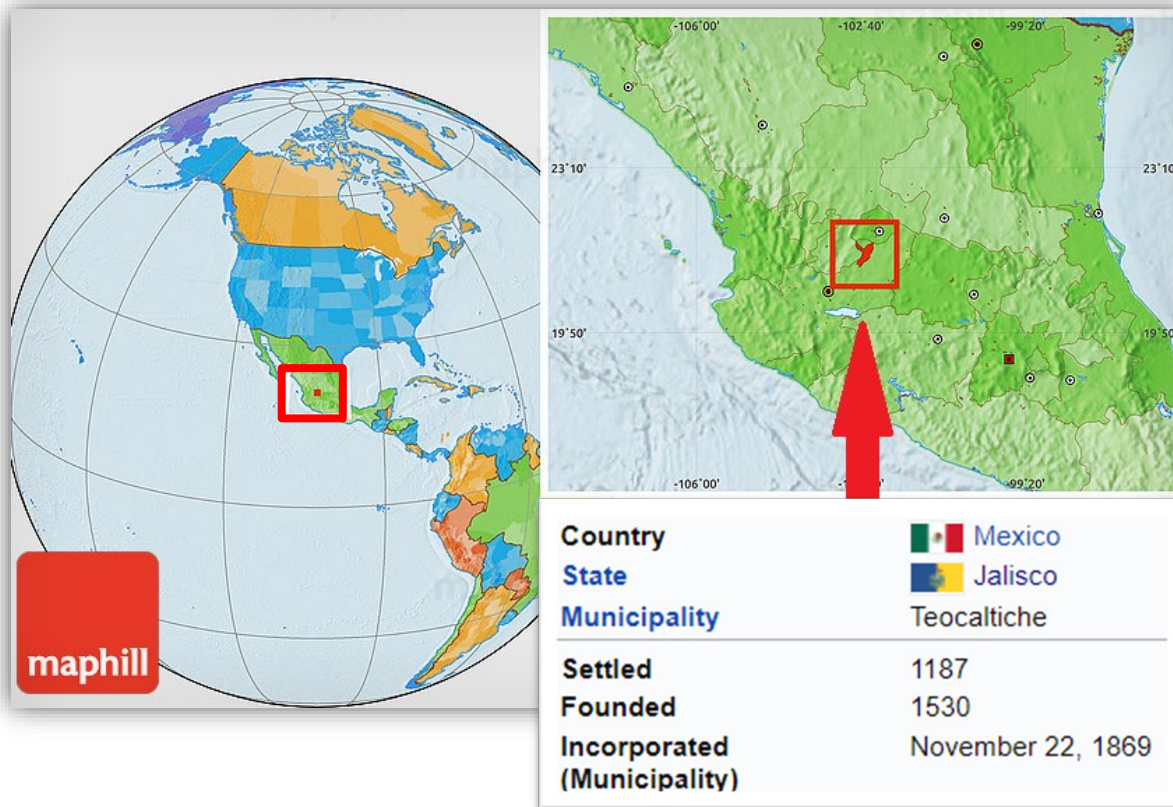 -106°00'
-102°40'
-99°20'
23°10'
23°10'
19°50'
19°50'
-106°00'
-99°20'
maphill
Country Mexico
State Jalisco
Municipality Teocaltiche
Settled 1187
Founded 1530
Incorporated November 22, 1869
(Municipality)